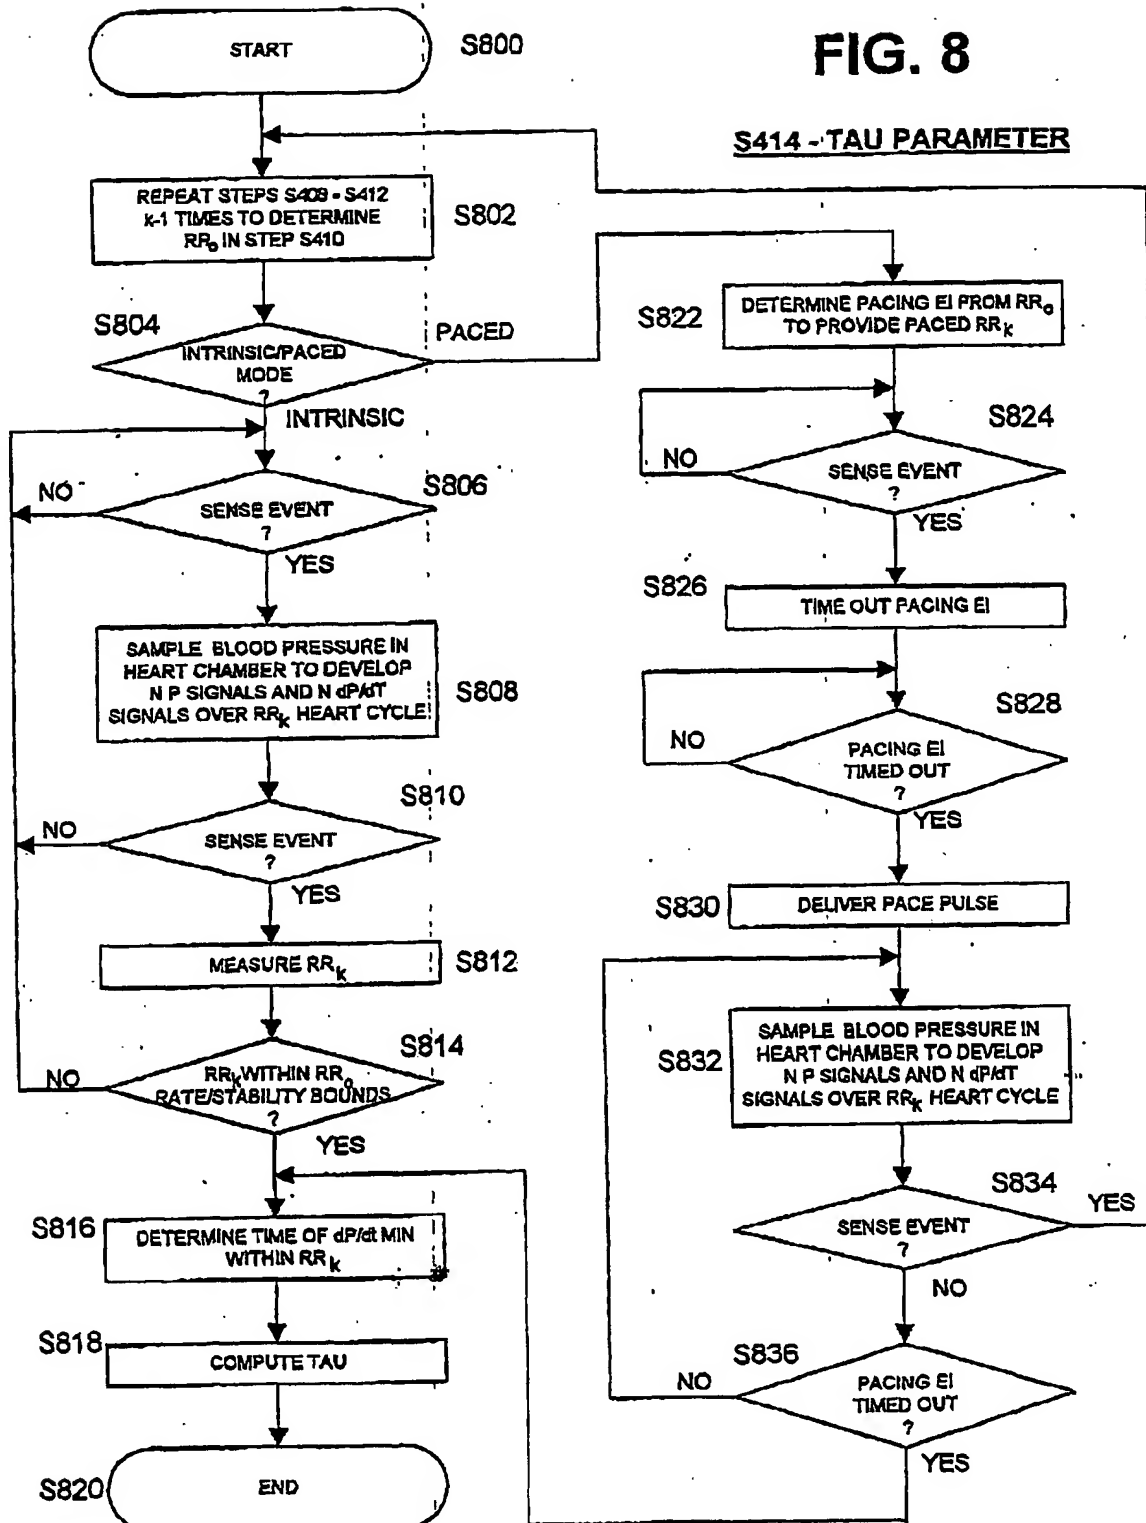 FIG. 8
S414 - TAU PARAMETER
START
S800
REPEAT STEPS S408 - S412
k-1 TIMES TO DETERMINE
RRo IN STEP S410
S802
S804
INTRINSIC/PACED
MODE
?
PACED
INTRINSIC
S806
SENSE EVENT
?
NO
YES
SAMPLE BLOOD PRESSURE IN
HEART CHAMBER TO DEVELOP
N P SIGNALS AND N dP/dT
SIGNALS OVER RRk HEART CYCLE
S808
S810
SENSE EVENT
?
NO
YES
MEASURE RRk
S812
S814
RRk WITHIN RRo
RATE/STABILITY BOUNDS
?
NO
YES
S816
DETERMINE TIME OF dP/dt MIN
WITHIN RRk
S818
COMPUTE TAU
S820
END
S822
DETERMINE PACING EI FROM RRo
TO PROVIDE PACED RRk
S824
SENSE EVENT
?
NO
YES
S826
TIME OUT PACING EI
S828
PACING EI
TIMED OUT
?
NO
YES
S830
DELIVER PACE PULSE
S832
SAMPLE BLOOD PRESSURE IN
HEART CHAMBER TO DEVELOP
N P SIGNALS AND N dP/dT
SIGNALS OVER RRk HEART CYCLE
S834
SENSE EVENT
?
YES
NO
S836
PACING EI
TIMED OUT
?
NO
YES